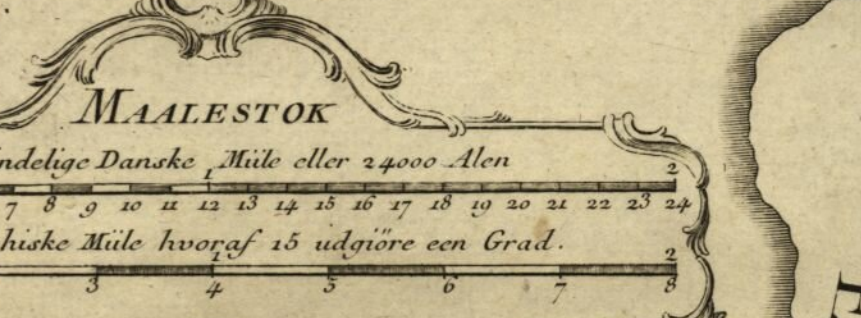 MAALESTOK
ndelige Danske Miile eller 24000 Alen
1 2
7 8 9 10 11 12 13 14 15 16 17 18 19 20 21 22 23 24
hiske Miile hvoraf 15 udgiöre een Grad.
1 2
3 4 5 6 7 8